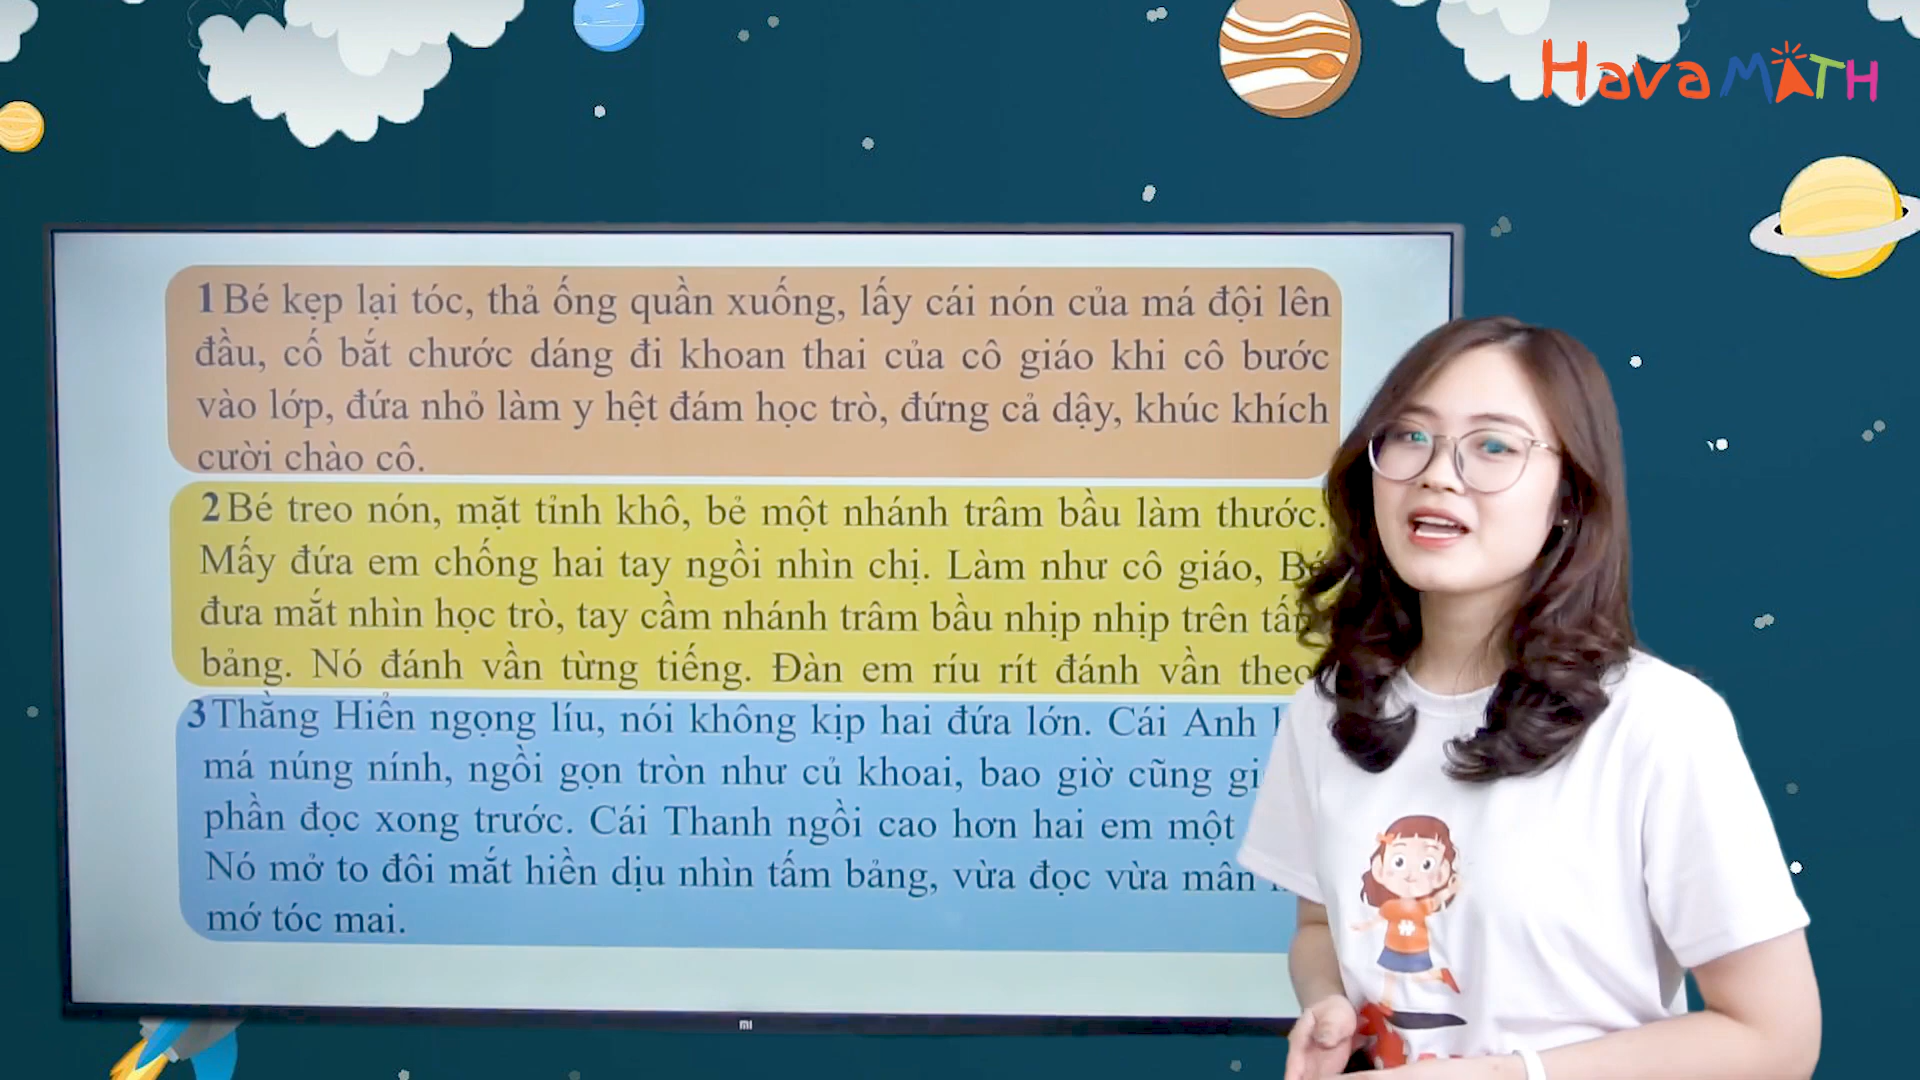 Hava MATH
1 Bé kẹp lại tóc, thả ống quần xuống, lấy cái nón của má đội lên
đầu, cố bắt chước dáng đi khoan thai của cô giáo khi cô bước
vào lớp, đứa nhỏ làm y hệt đám học trò, đứng cả dậy, khúc khích
cười chào cô.
2 Bé treo nón, mặt tỉnh khô, bẻ một nhánh trâm bầu làm thước.
Mấy đứa em chống hai tay ngồi nhìn chị. Làm như cô giáo, Bé
đưa mắt nhìn học trò, tay cầm nhánh trâm bầu nhịp nhịp trên tấm
bảng. Nó đánh vần từng tiếng. Đàn em ríu rít đánh vần theo
3 Thằng Hiển ngọng líu, nói không kịp hai đứa lớn. Cái Anh
má núng nính, ngồi gọn tròn như củ khoai, bao giờ cũng
phần đọc xong trước. Cái Thanh ngồi cao hơn hai em một
Nó mở to đôi mắt hiền dịu nhìn tấm bảng, vừa đọc vừa mân
mớ tóc mai.
mi